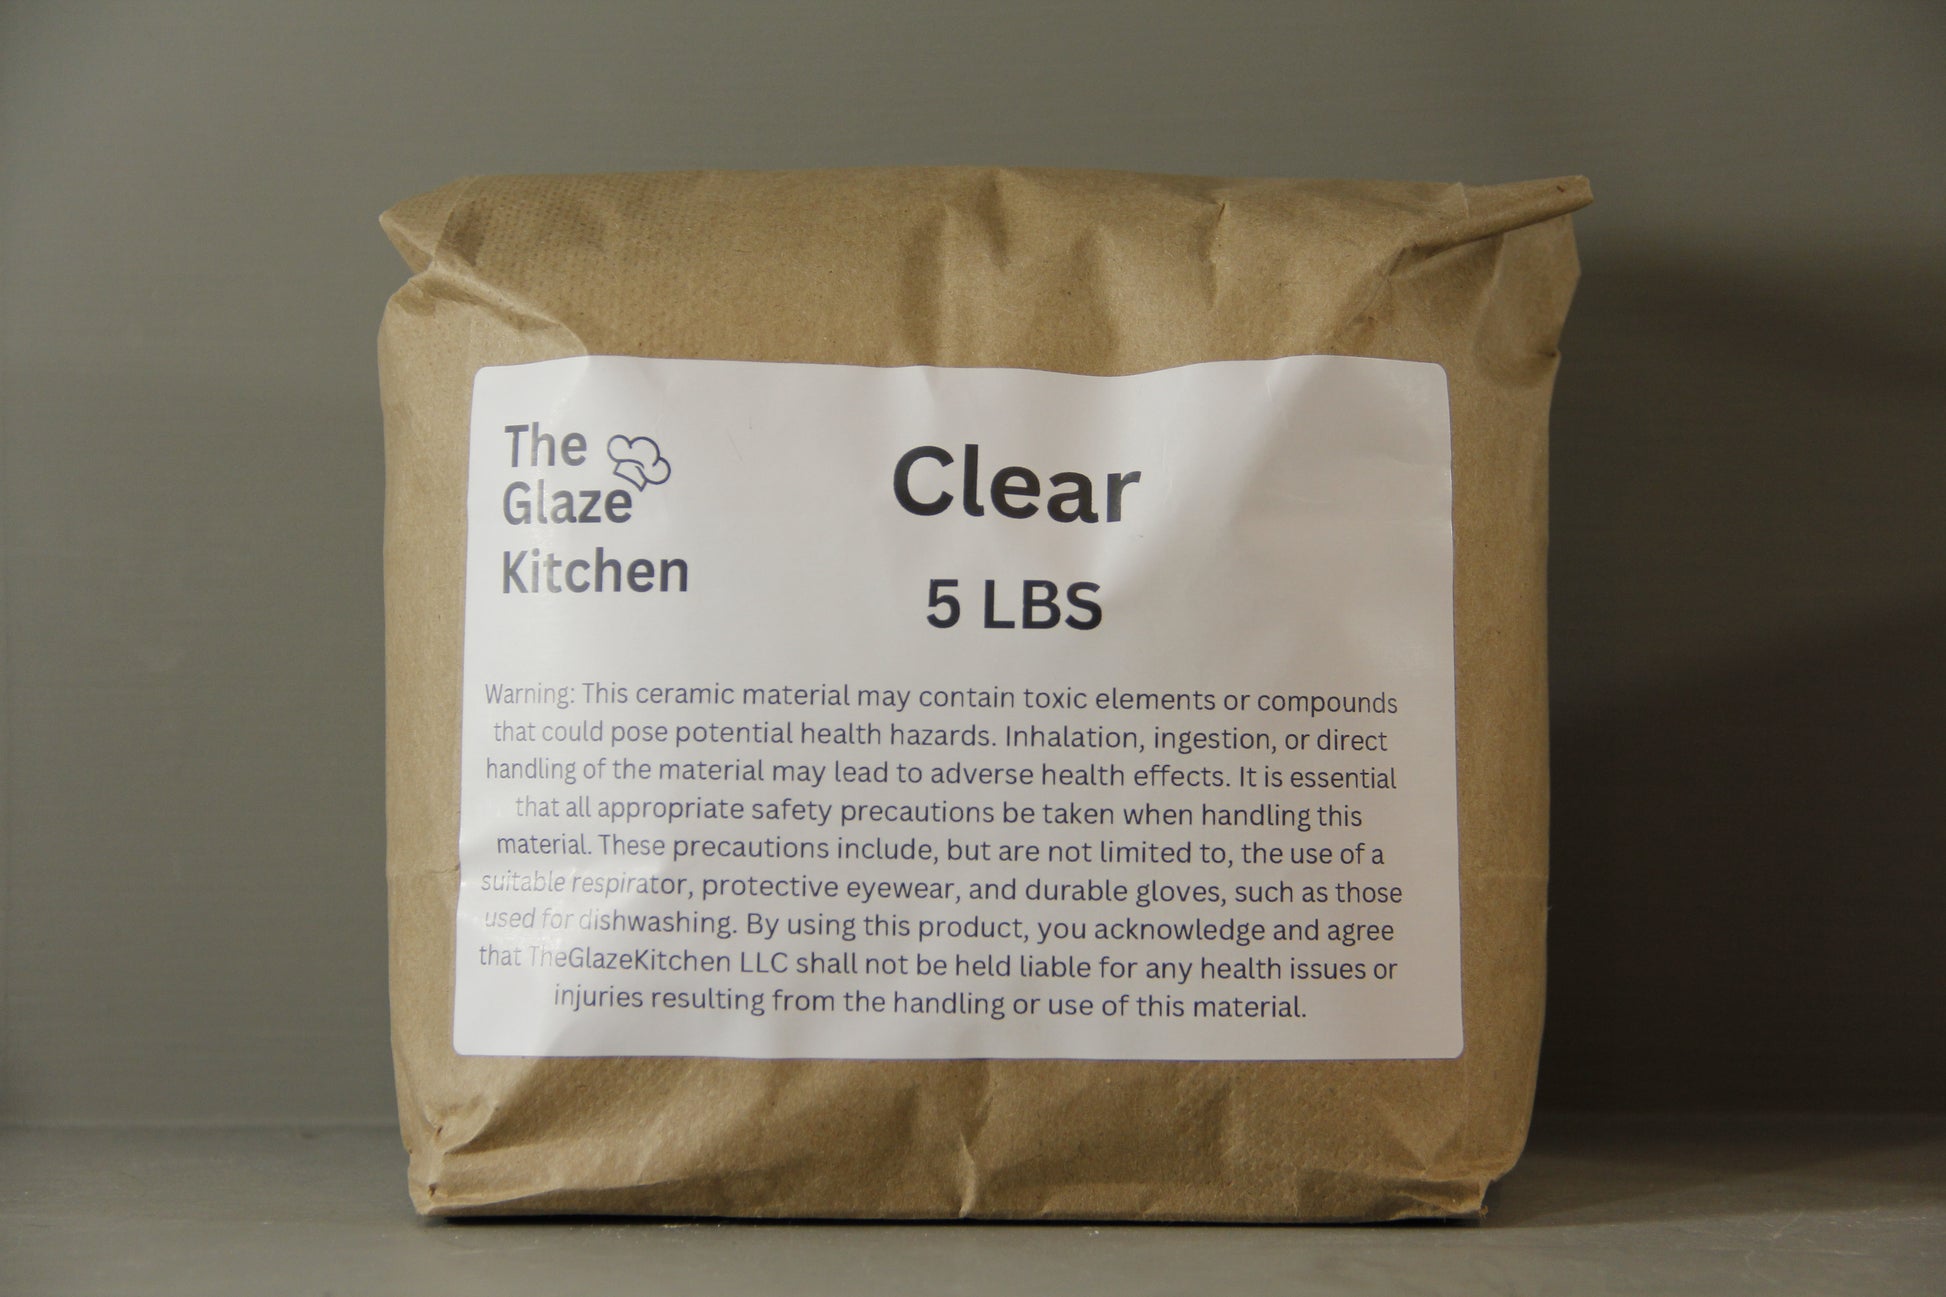 The
Glaze
Kitchen
Clear
5 LBS
Warning: This ceramic material may contain toxic elements or compounds
that could pose potential health hazards. Inhalation, ingestion, or direct
handling of the material may lead to adverse health effects. It is essential
that all appropriate safety precautions be taken when handling this
material. These precautions include, but are not limited to, the use of a
suitable respirator, protective eyewear, and durable gloves, such as those
used for dishwashing. By using this product, you acknowledge and agree
that TheGlazeKitchen LLC shall not be held liable for any health issues or
injuries resulting from the handling or use of this material.